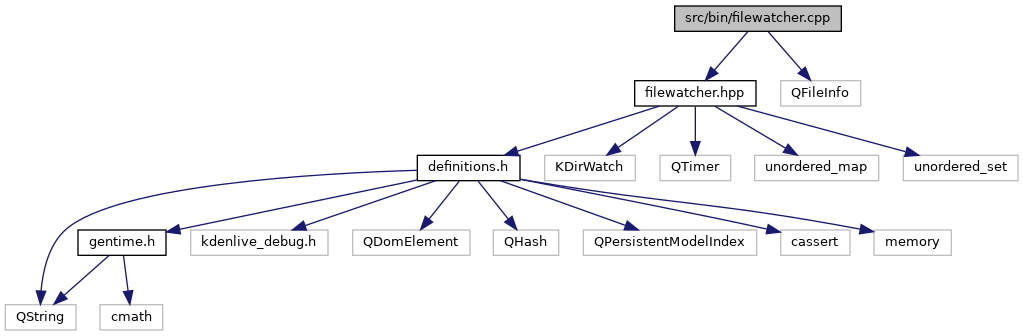 src/bin/filewatcher.cpp
filewatcher.hpp
QFileInfo
definitions.h
KDirWatch
QTimer
unordered_map
unordered_set
gentime.h
kdenlive_debug.h
QDomElement
QHash
QPersistentModelIndex
cassert
memory
QString
cmath